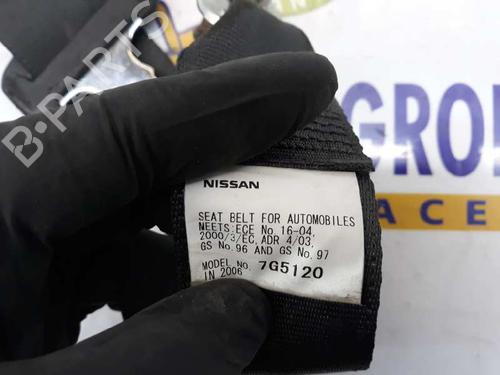 NISSAN
SEAT BELT FOR AUTOMOBILES
MEETS:ECE No.16-04,
2000/3/EC, ADR 4/03,
GS No.96 AND GS No.97
MODEL NO. 7G5120
IN 2006
B-PARTS
GRO
ACE